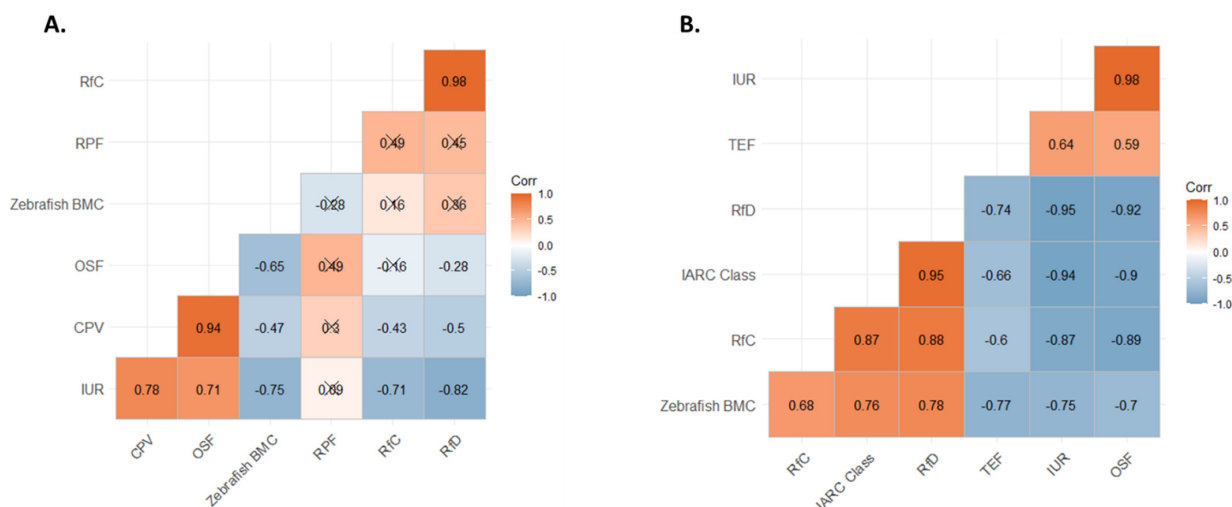 A.
RfC
0.98
RPF
0.49 0.45
Zebrafish BMC
-0.28 0.16 0.36
OSF
-0.65 0.49 -0.16 -0.28
CPV
0.94 -0.47 0.3 -0.43 -0.5
IUR
0.78 0.71 -0.75 0.09 -0.71 -0.82
CPV OSF Zebrafish BMC RPF RfC RfD
Corr
1.0
0.5
0.0
-0.5
-1.0
B.
IUR
0.98
TEF
0.64 0.59
RfD
-0.74 -0.95 -0.92
IARC Class
0.95 -0.66 -0.94 -0.9
RfC
0.87 0.88 -0.6 -0.87 -0.89
Zebrafish BMC
0.68 0.76 0.78 -0.77 -0.75 -0.7
RfC IARC Class RfD TEF IUR OSF
Corr
1.0
0.5
0.0
-0.5
-1.0